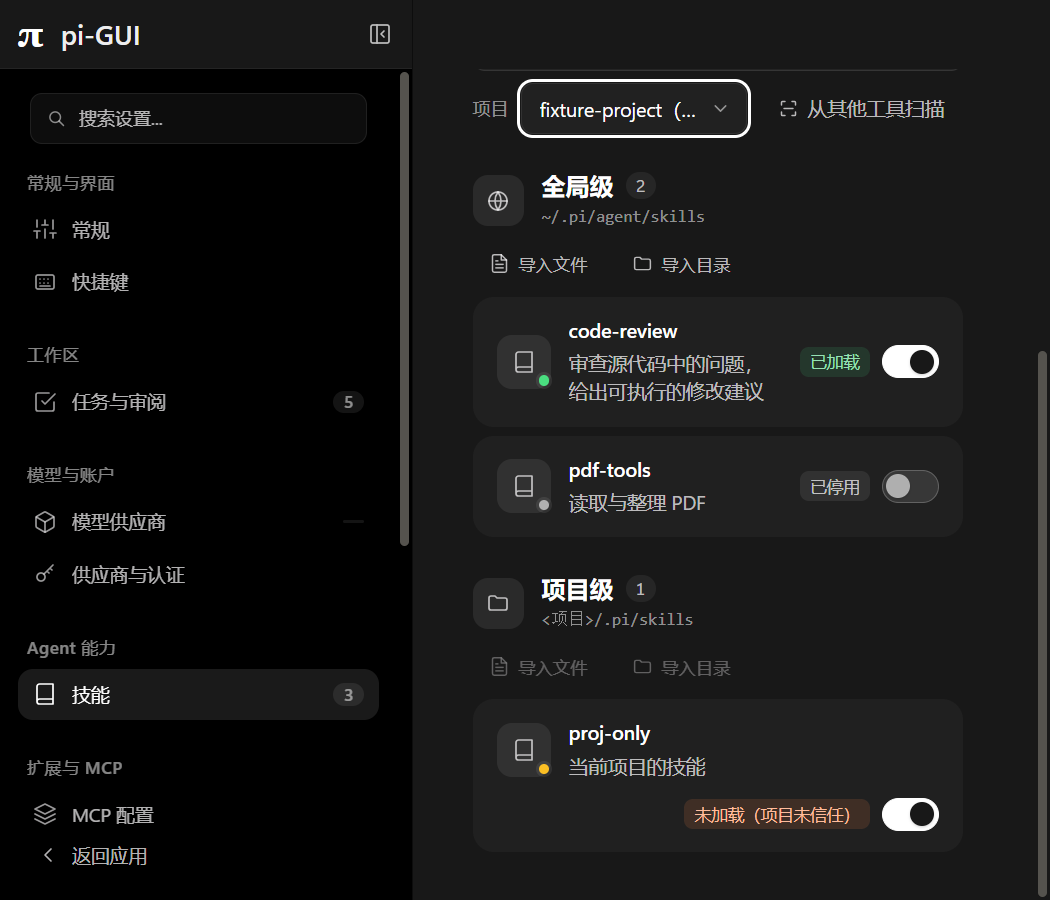 π pi-GUI
搜索设置...
常规与界面
常规
快捷键
工作区
任务与审阅 5
模型与账户
模型供应商
供应商与认证
Agent 能力
技能 3
扩展与 MCP
MCP 配置
返回应用
项目 fixture-project（... 从其他工具扫描
全局级 2
~/.pi/agent/skills
导入文件 导入目录
code-review
审查源代码中的问题，
给出可执行的修改建议
已加载
pdf-tools
读取与整理 PDF
已停用
项目级 1
<项目>/.pi/skills
导入文件 导入目录
proj-only
当前项目的技能
未加载（项目未信任）